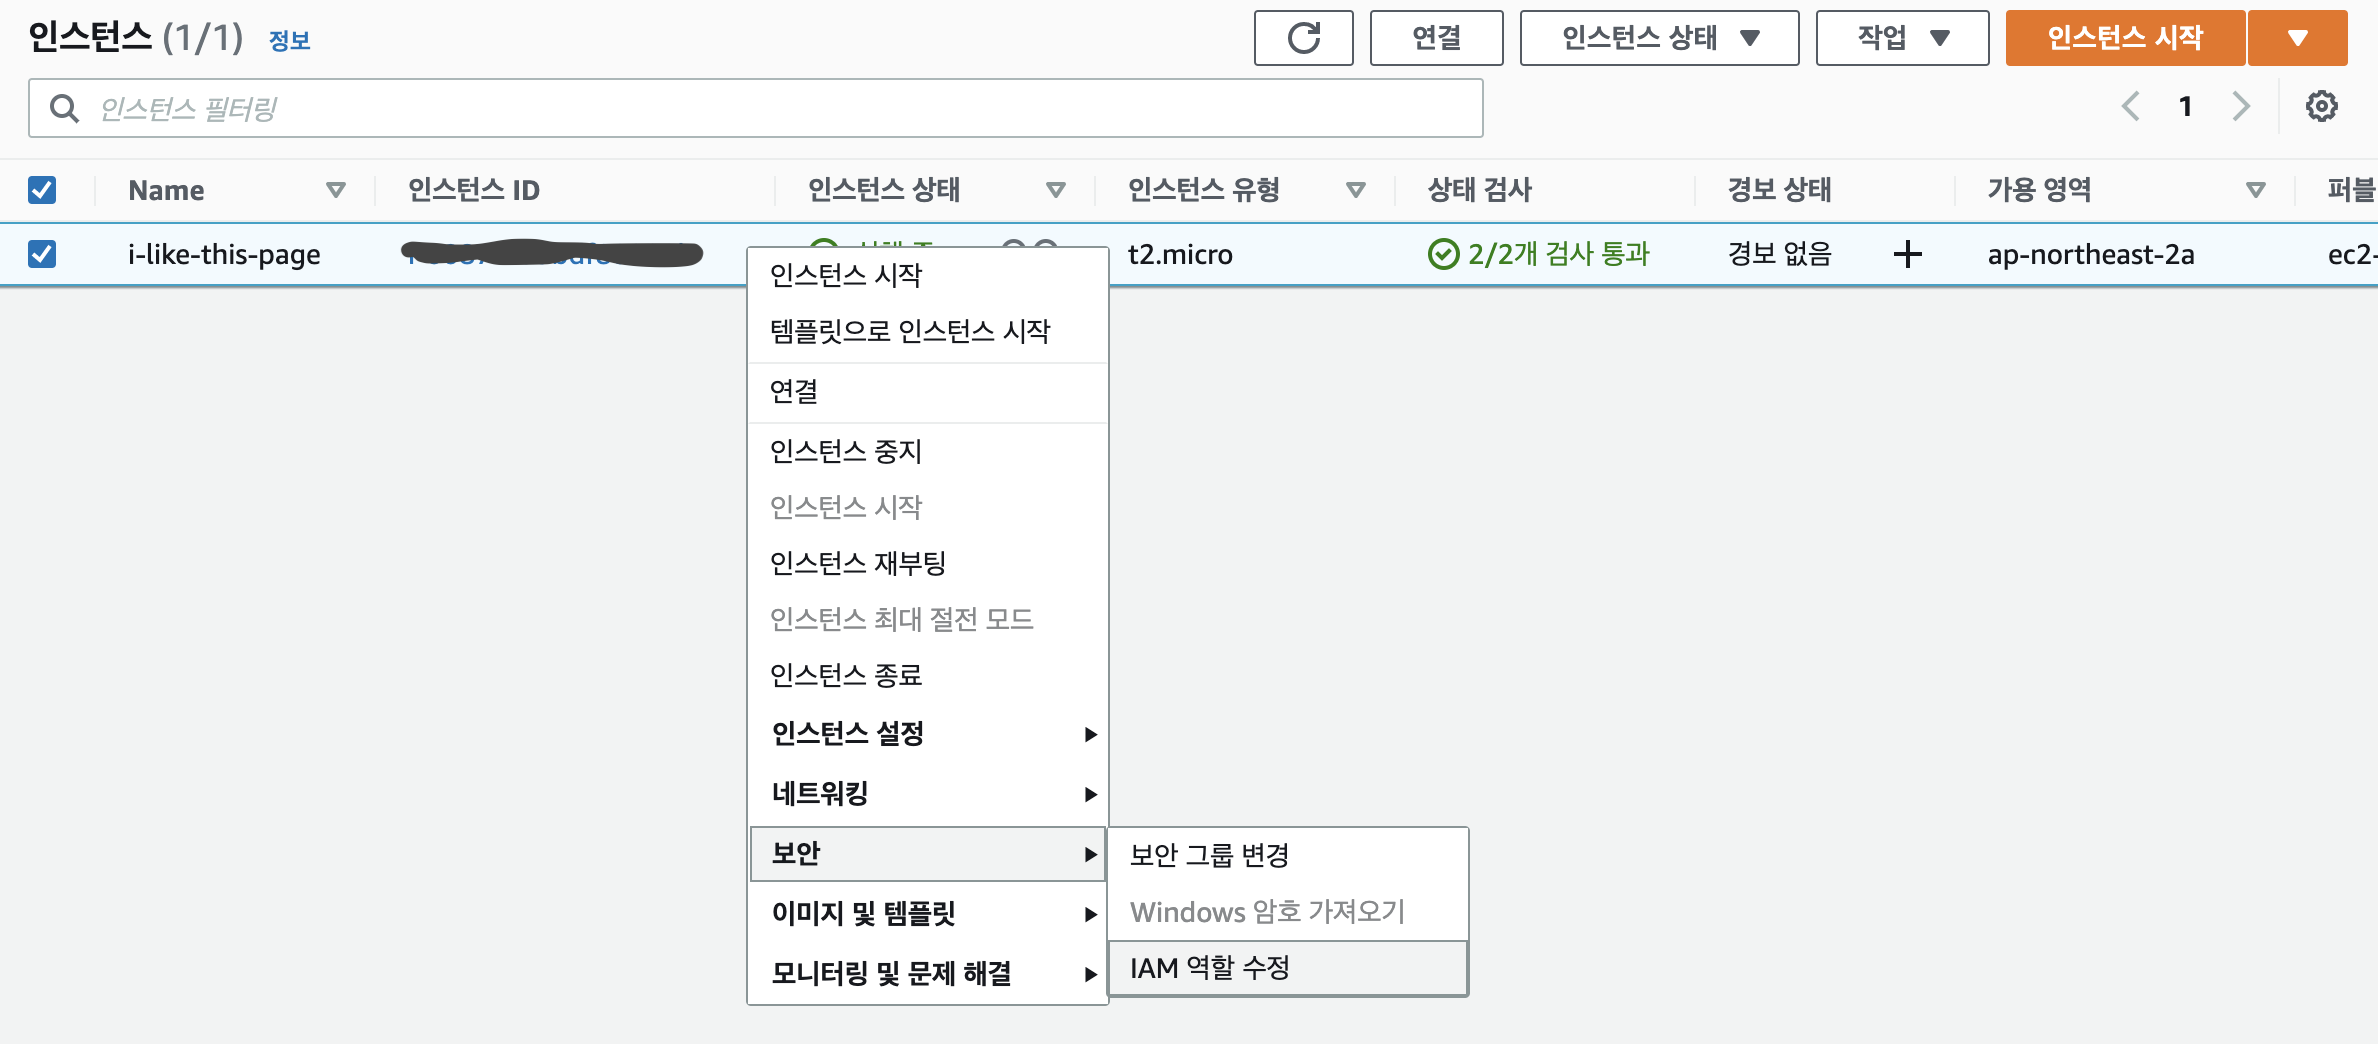 인스턴스 (1/1) 정보
연결
인스턴스 상태
작업
인스턴스 시작
인스턴스 필터링
1
Name
인스턴스 ID
인스턴스 상태
인스턴스 유형
상태 검사
경보 상태
가용 영역
퍼블
i-like-this-page
t2.micro
2/2개 검사 통과
경보 없음
ap-northeast-2a
ec2-
인스턴스 시작
템플릿으로 인스턴스 시작
연결
인스턴스 중지
인스턴스 시작
인스턴스 재부팅
인스턴스 최대 절전 모드
인스턴스 종료
인스턴스 설정
네트워킹
보안
보안 그룹 변경
Windows 암호 가져오기
IAM 역할 수정
이미지 및 템플릿
모니터링 및 문제 해결